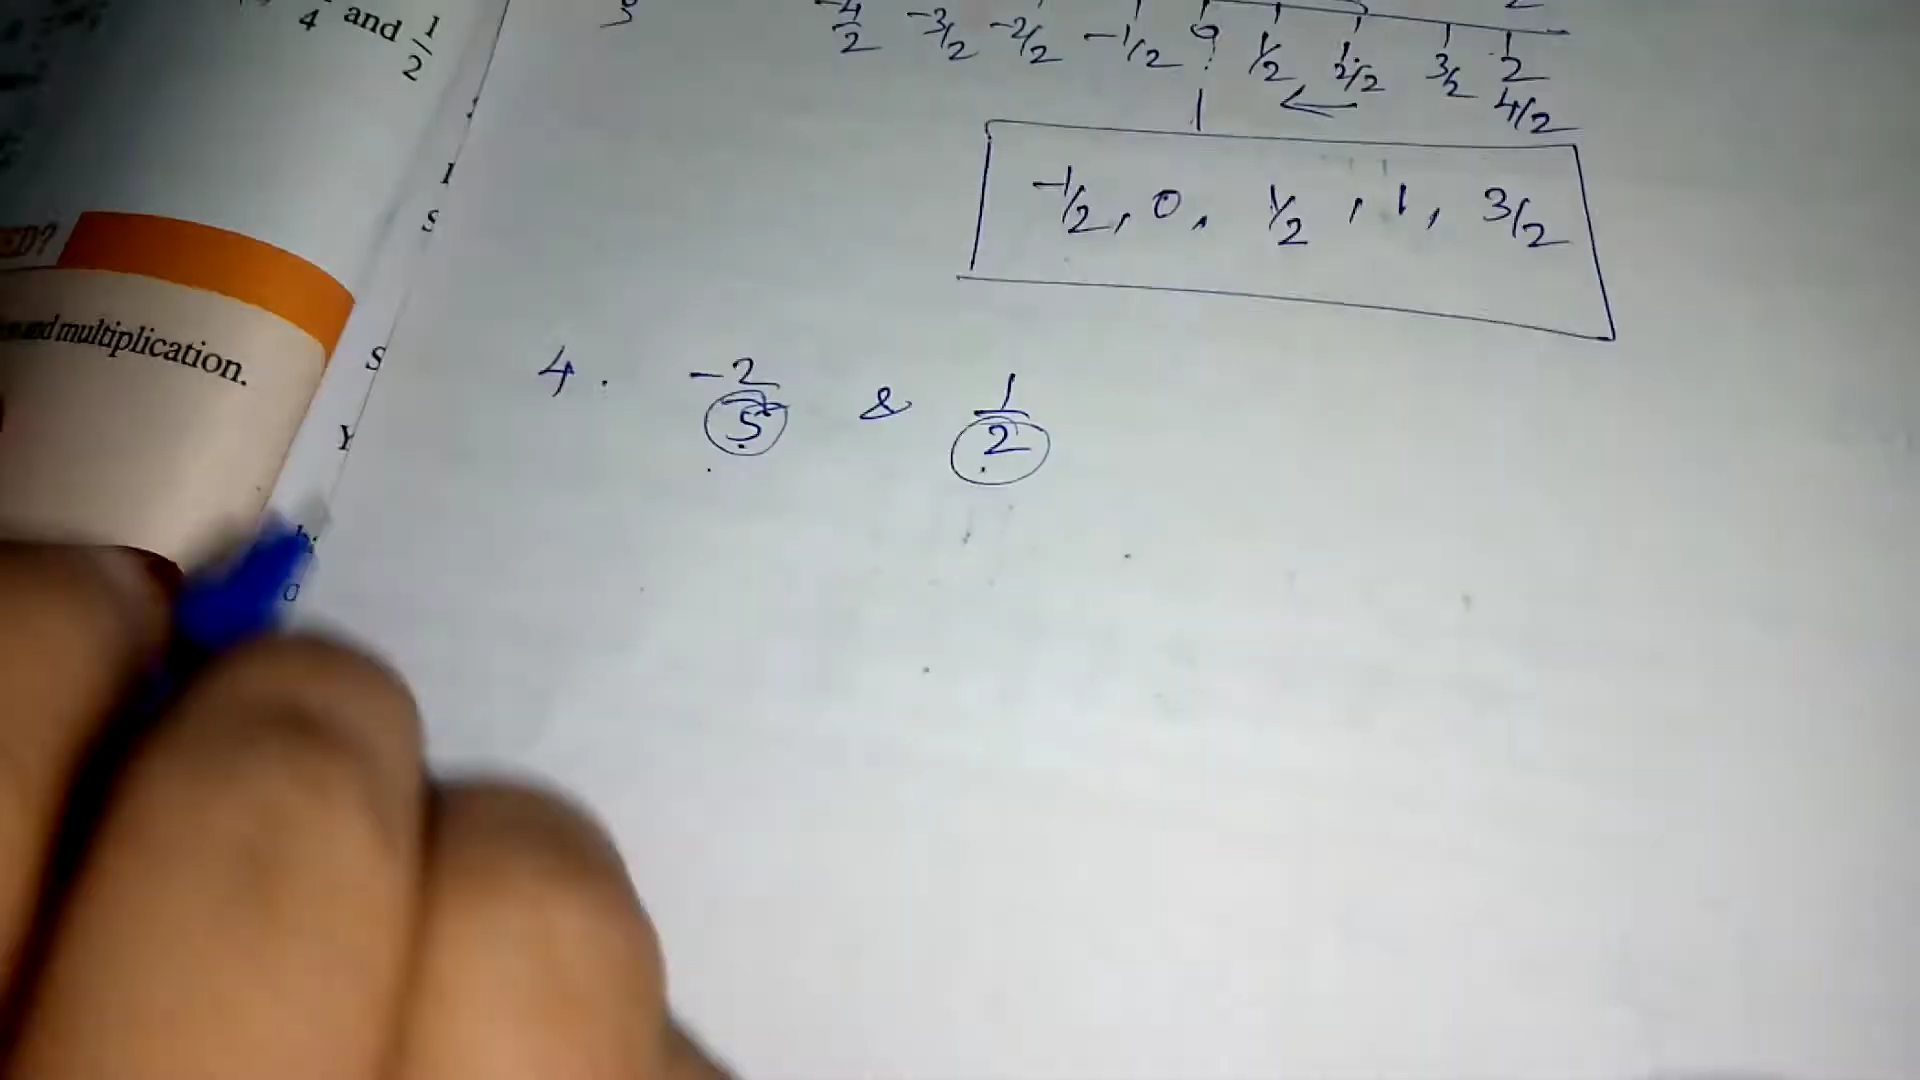 4 and 1/2
-4/2 -3/2 -2/2 -1/2 0 1/2 2/2 3/2 2
4/2
-1/2, 0, 1/2, 1, 3/2
and multiplication.
4. -2/5 & 1/2